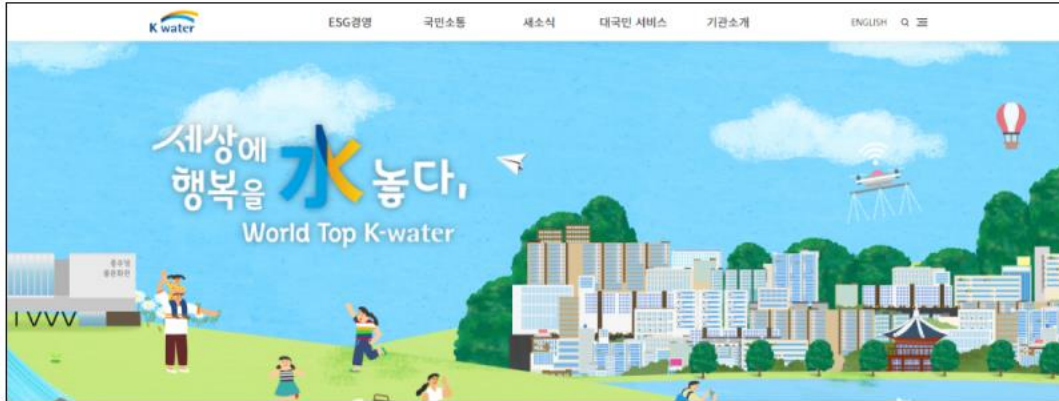 K water
ESG경영 국민소통 새소식 대국민 서비스 기관소개 ENGLISH
세상에
행복을 水 놓다,
World Top K-water